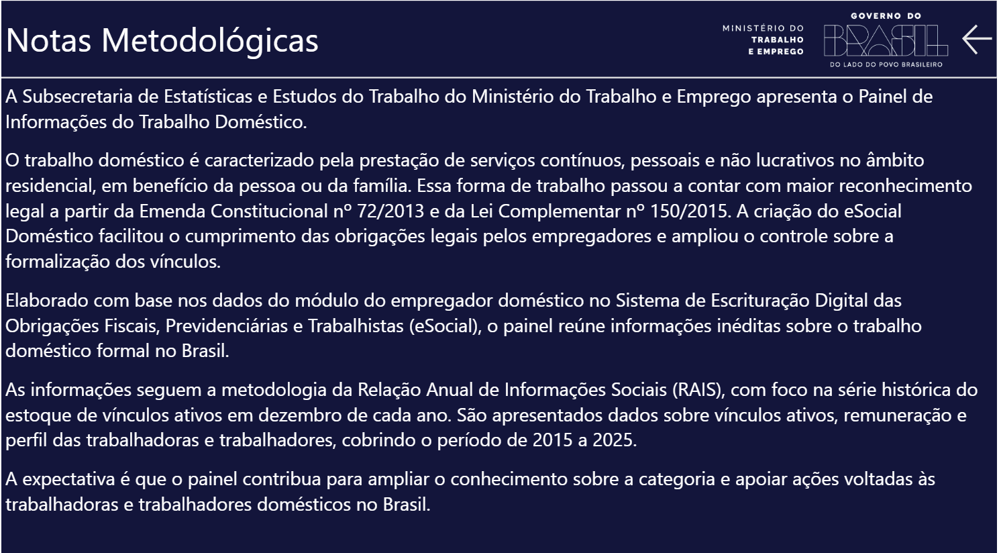 Notas Metodológicas
MINISTÉRIO DO
TRABALHO
E EMPREGO
GOVERNO DO
BRASIL
DO LADO DO POVO BRASILEIRO
A Subsecretaria de Estatísticas e Estudos do Trabalho do Ministério do Trabalho e Emprego apresenta o Painel de
Informações do Trabalho Doméstico.
O trabalho doméstico é caracterizado pela prestação de serviços contínuos, pessoais e não lucrativos no âmbito
residencial, em benefício da pessoa ou da família. Essa forma de trabalho passou a contar com maior reconhecimento
legal a partir da Emenda Constitucional nº 72/2013 e da Lei Complementar nº 150/2015. A criação do eSocial
Doméstico facilitou o cumprimento das obrigações legais pelos empregadores e ampliou o controle sobre a
formalização dos vínculos.
Elaborado com base nos dados do módulo do empregador doméstico no Sistema de Escrituração Digital das
Obrigações Fiscais, Previdenciárias e Trabalhistas (eSocial), o painel reúne informações inéditas sobre o trabalho
doméstico formal no Brasil.
As informações seguem a metodologia da Relação Anual de Informações Sociais (RAIS), com foco na série histórica do
estoque de vínculos ativos em dezembro de cada ano. São apresentados dados sobre vínculos ativos, remuneração e
perfil das trabalhadoras e trabalhadores, cobrindo o período de 2015 a 2025.
A expectativa é que o painel contribua para ampliar o conhecimento sobre a categoria e apoiar ações voltadas às
trabalhadoras e trabalhadores domésticos no Brasil.